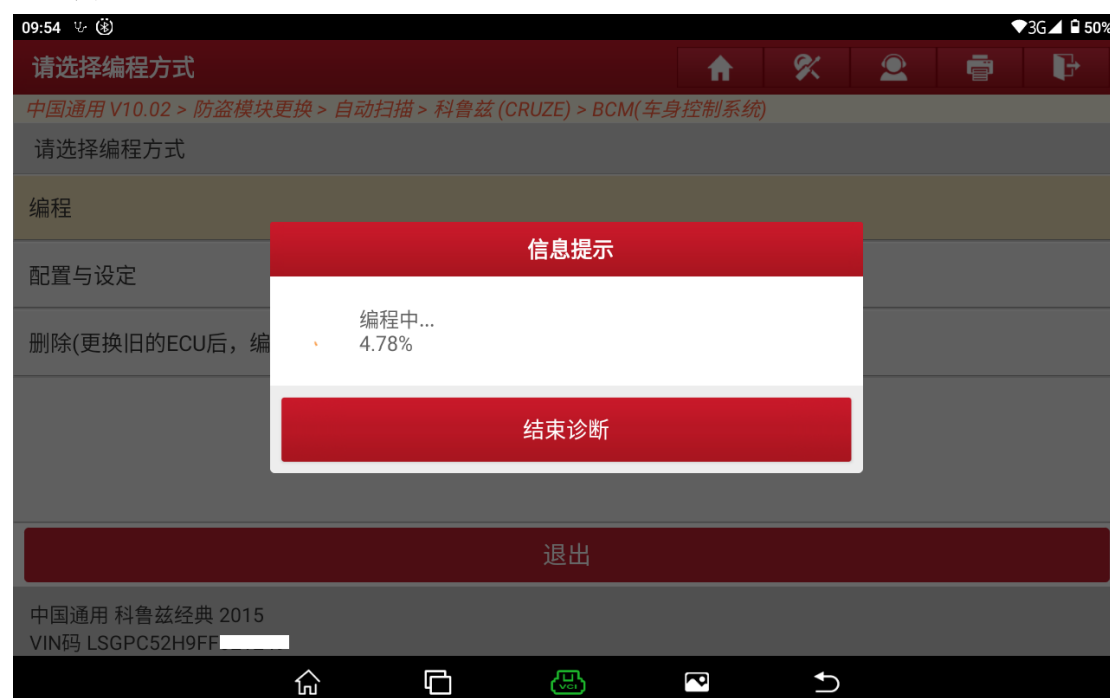 09:54 3G 50%
请选择编程方式
中国通用 V10.02 > 防盗模块更换 > 自动扫描 > 科鲁兹 (CRUZE) > BCM(车身控制系统)
请选择编程方式
编程
信息提示
配置与设定
编程中...
删除(更换旧的ECU后，编
4.78%
结束诊断
退出
中国通用 科鲁兹经典 2015
VIN码 LSGPC52H9FF
VCI